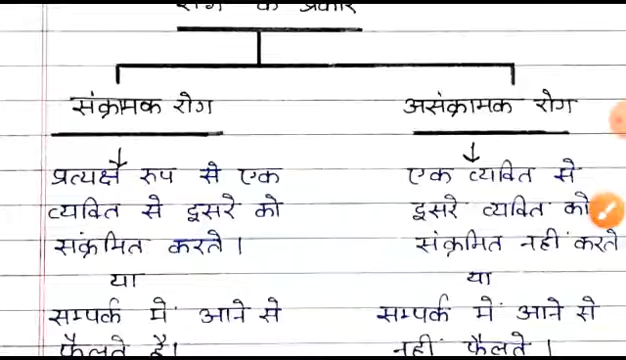 रोग के प्रकार
संक्रामक रोग
प्रत्यक्ष रुप से एक
व्यक्ति से दूसरे को
संक्रमित करते।
या
सम्पर्क में आने से
फैलते है।
असंक्रामक रोग
एक व्यक्ति से
दूसरे व्यक्ति को
संक्रमित नहीं करते
या
सम्पर्क में आने से
नहीं फैलते।